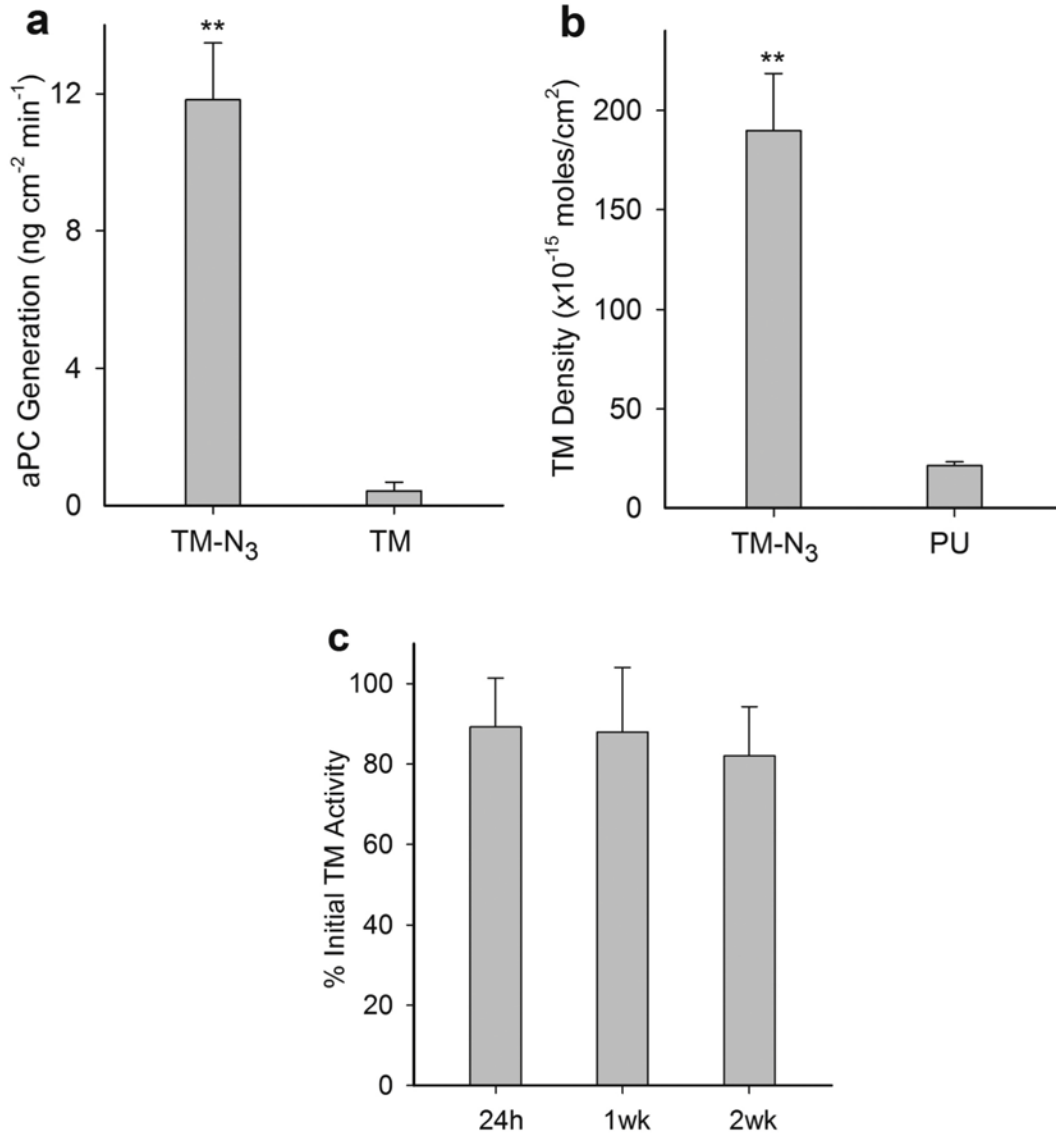 a
**
aPC Generation (ng cm⁻² min⁻¹)
12
8
4
0
TM-N₃
TM
b
**
TM Density (x10⁻¹⁵ moles/cm²)
200
150
100
50
0
TM-N₃
PU
c
% Initial TM Activity
100
80
60
40
20
0
24h
1wk
2wk